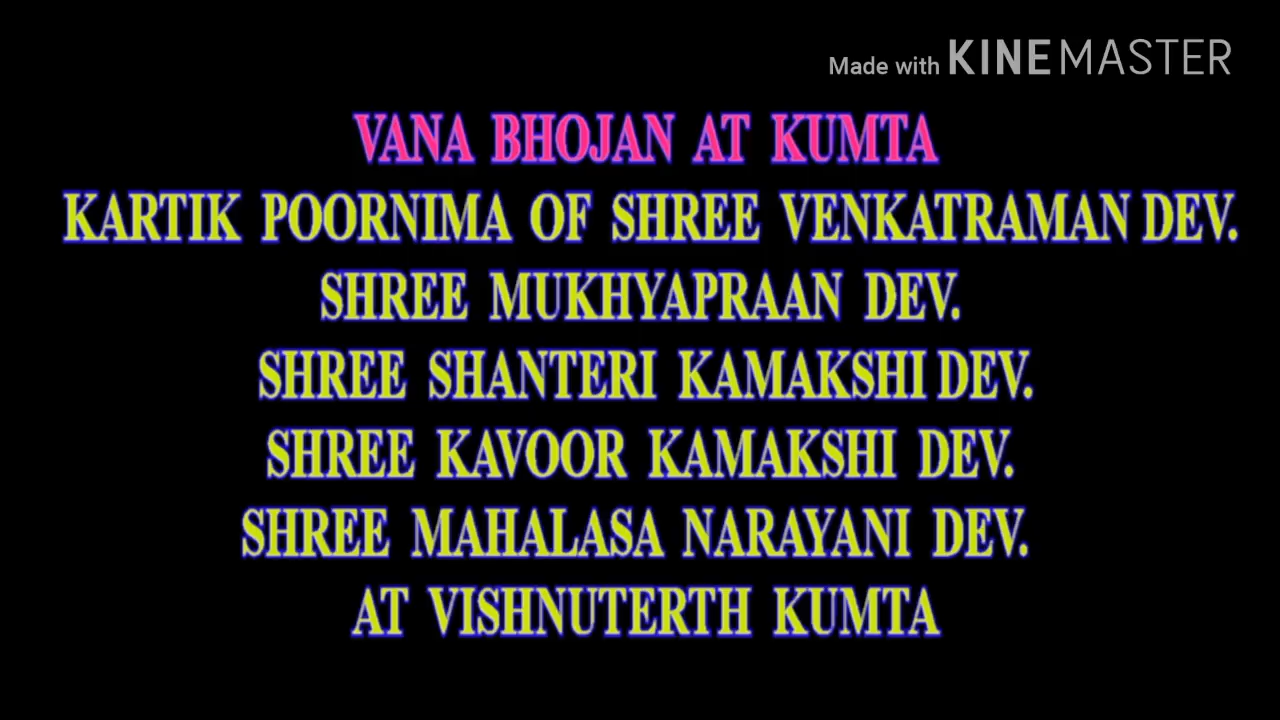 Made with KINEMASTER
VANA BHOJAN AT KUMTA
KARTIK POORNIMA OF SHREE VENKATRAMAN DEV.
SHREE MUKHYAPRAAN DEV.
SHREE SHANTERI KAMAKSHI DEV.
SHREE KAVOOR KAMAKSHI DEV.
SHREE MAHALASA NARAYANI DEV.
AT VISHNUTERTH KUMTA